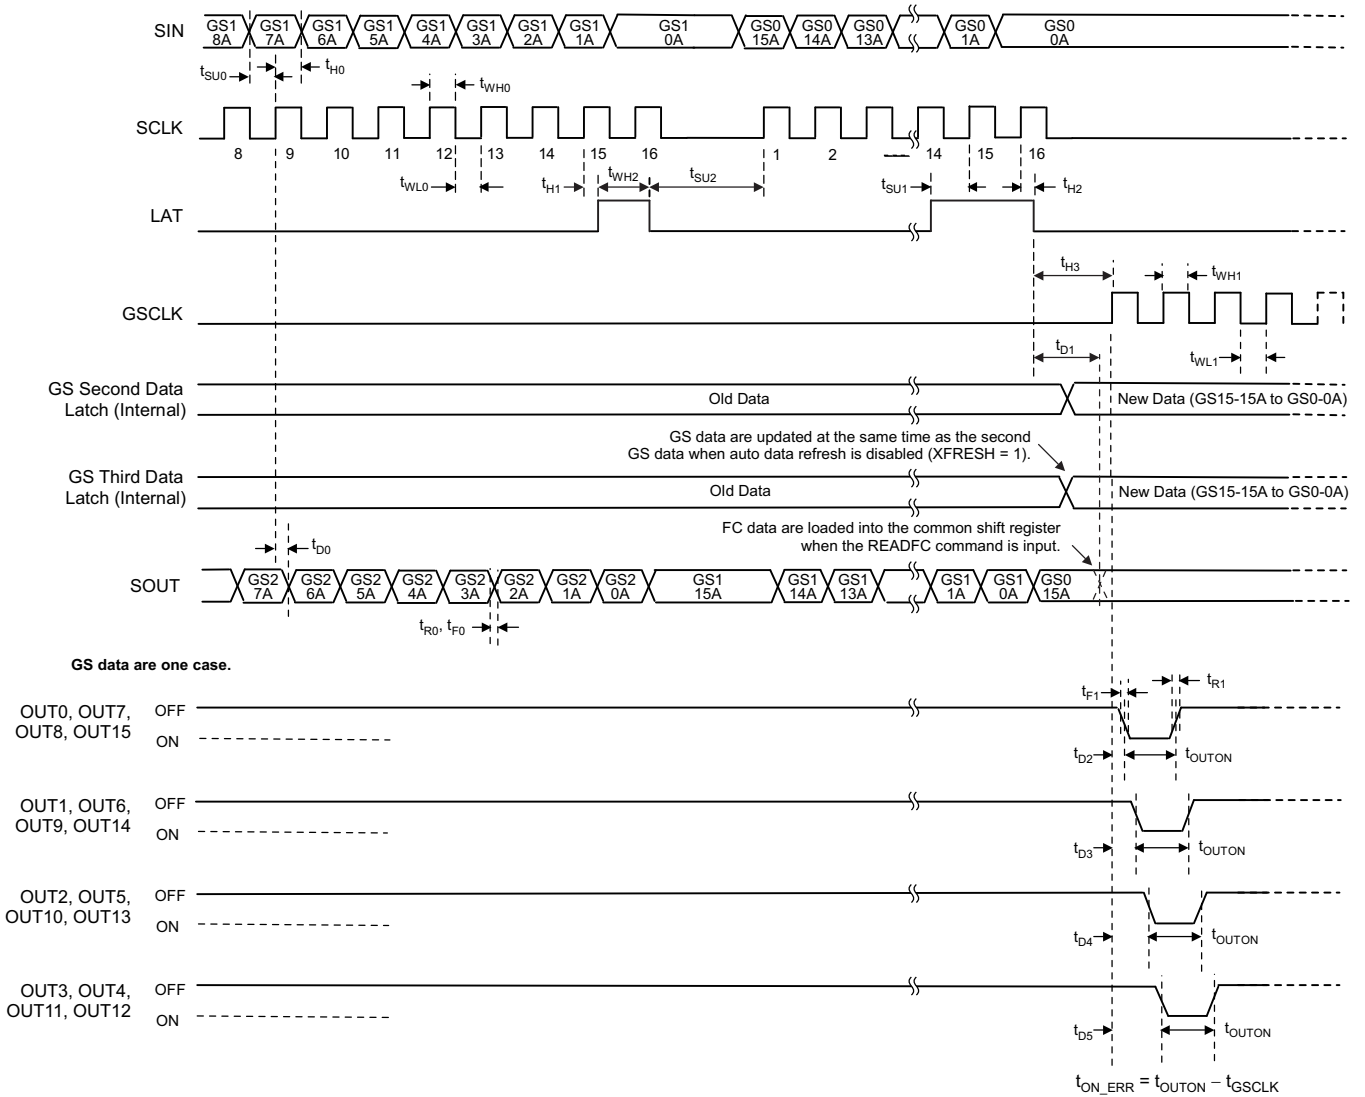 SIN
GS1 8A
GS1 7A
GS1 6A
GS1 5A
GS1 4A
GS1 3A
GS1 2A
GS1 1A
GS1 0A
GS0 15A
GS0 14A
GS0 13A
GS0 1A
GS0 0A
tSU0
tH0
tWH0
SCLK
8
9
10
11
12
13
14
15
16
1
2
14
15
16
tWL0
tH1
tWH2
tSU2
tSU1
tH2
LAT
tH3
tWH1
GSCLK
tD1
tWL1
GS Second Data
Latch (Internal)
Old Data
New Data (GS15-15A to GS0-0A)
GS data are updated at the same time as the second
GS data when auto data refresh is disabled (XFRESH = 1).
GS Third Data
Latch (Internal)
Old Data
New Data (GS15-15A to GS0-0A)
FC data are loaded into the common shift register
when the READFC command is input.
tD0
SOUT
GS2 7A
GS2 6A
GS2 5A
GS2 4A
GS2 3A
GS2 2A
GS2 1A
GS2 0A
GS1 15A
GS1 14A
GS1 13A
GS1 1A
GS1 0A
GS0 15A
tR0, tF0
GS data are one case.
tF1
tR1
OUT0, OUT7,
OUT8, OUT15
OFF
ON
tD2
tOUTON
OUT1, OUT6,
OUT9, OUT14
OFF
ON
tD3
tOUTON
OUT2, OUT5,
OUT10, OUT13
OFF
ON
tD4
tOUTON
OUT3, OUT4,
OUT11, OUT12
OFF
ON
tD5
tOUTON
tON_ERR = tOUTON – tGSCLK